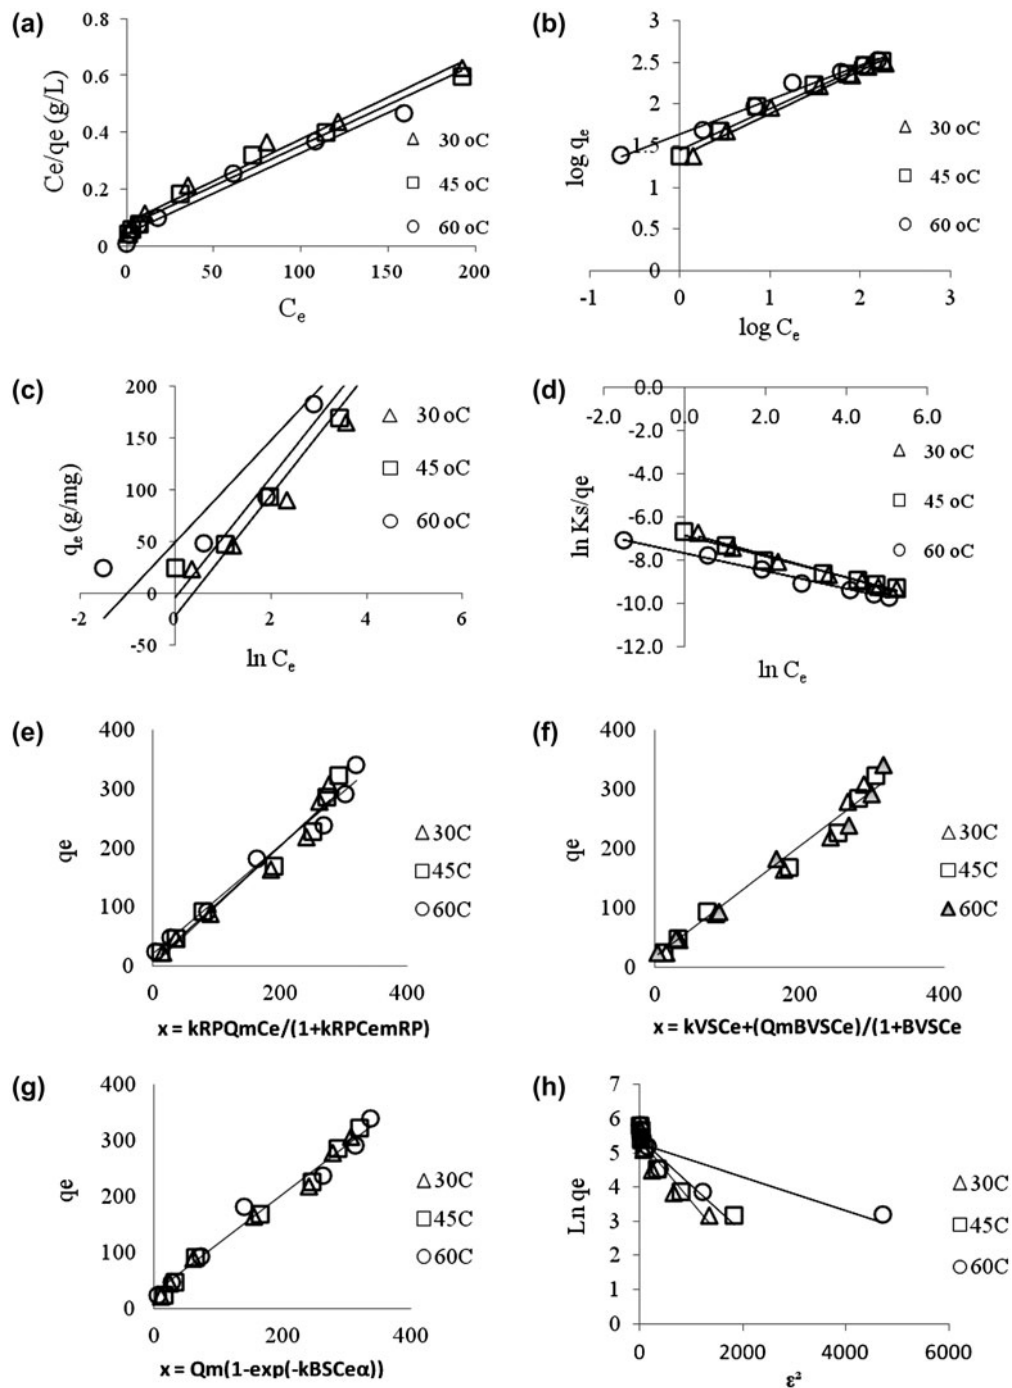 (a)
0.8
0.6
0.4
0.2
0
Ce/qe (g/L)
0 50 100 150 200
Ce
30 oC
45 oC
60 oC
(b)
3
2.5
2
1.5
1
0.5
0
log qe
-1 0 1 2 3
log Ce
30 oC
45 oC
60 oC
(c)
200
150
100
50
0
-50
qe (g/mg)
-2 0 2 4 6
ln Ce
30 oC
45 oC
60 oC
(d)
0.0
-2.0 0.0 2.0 4.0 6.0
-2.0
-4.0
-6.0
-8.0
-10.0
-12.0
ln Ks/qe
ln Ce
30 oC
45 oC
60 oC
(e)
400
300
200
100
0
qe
0 200 400
x = kRPQmCe/(1+kRPCemRP)
30C
45C
60C
(f)
400
300
200
100
0
qe
0 200 400
x = kVSCe+(QmBVSCe)/(1+BVSCe
30C
45C
60C
(g)
400
300
200
100
0
qe
0 200 400
x = Qm(1-exp(-kBSCeα))
30C
45C
60C
(h)
7
6
5
4
3
2
1
0
Ln qe
0 2000 4000 6000
ε²
30C
45C
60C